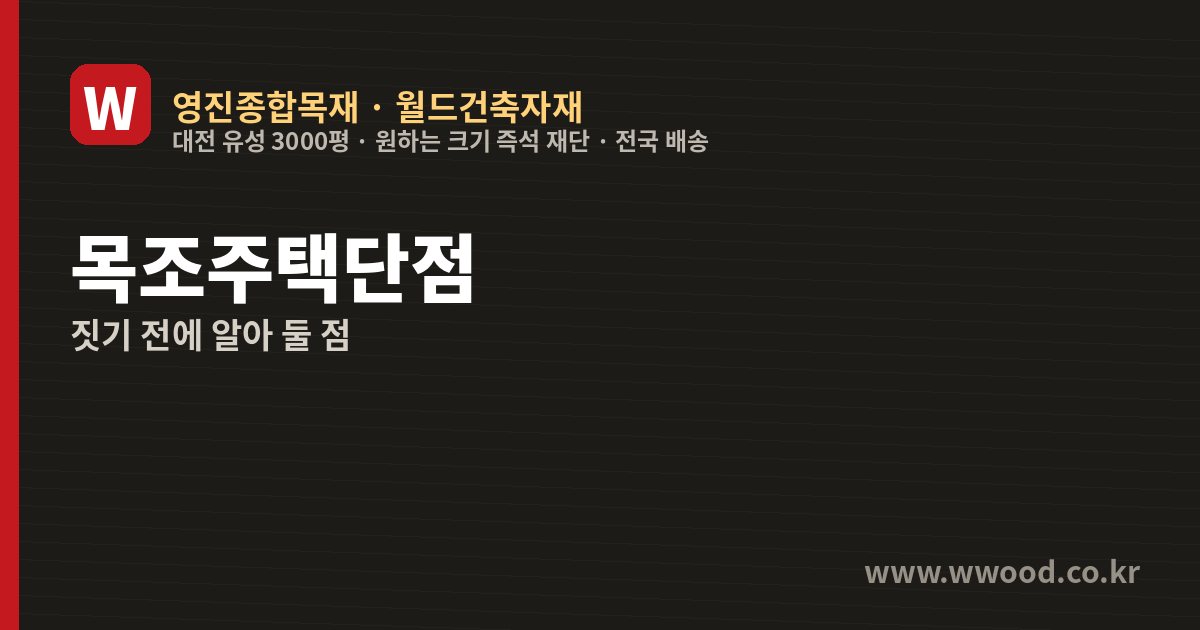 W
영진종합목재 · 월드건축자재
대전 유성 3000평 · 원하는 크기 즉석 재단 · 전국 배송
목조주택단점
짓기 전에 알아 둘 점
www.wwood.co.kr